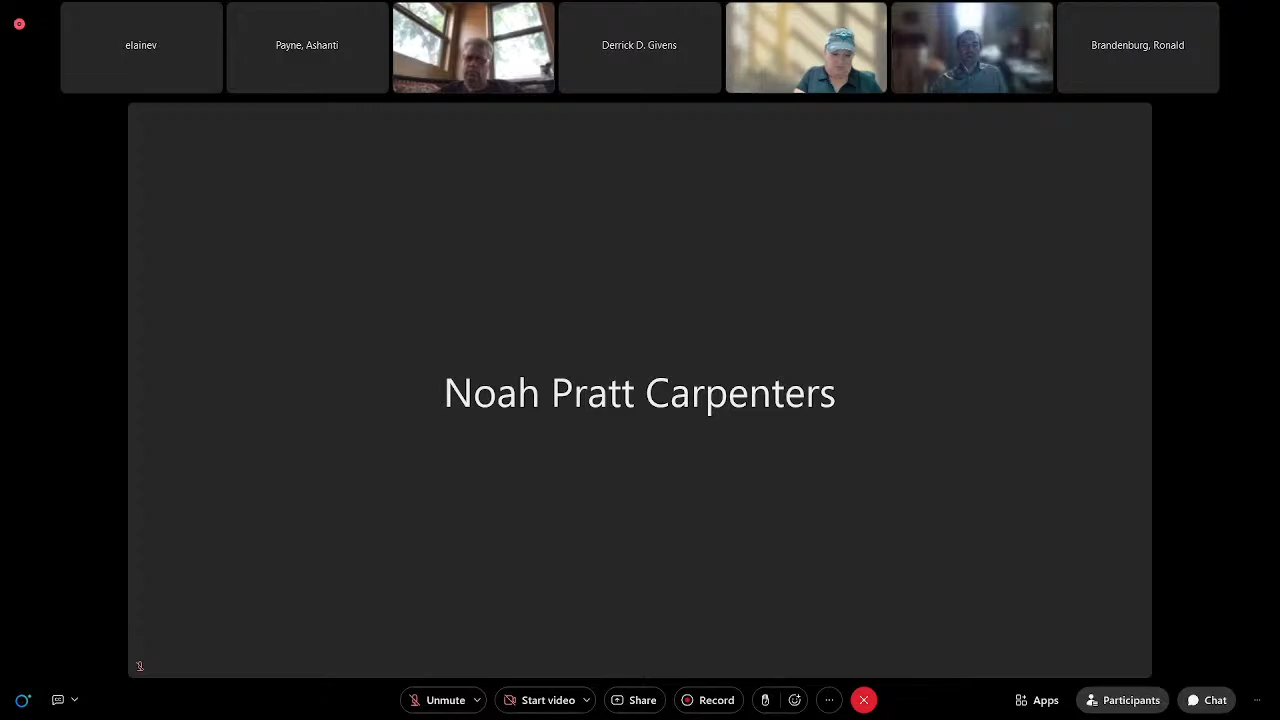 elainev
Payne, Ashanti
Derrick D. Givens
Brandenburg, Ronald
Noah Pratt Carpenters
Unmute
Start video
Share
Record
Apps
Participants
Chat